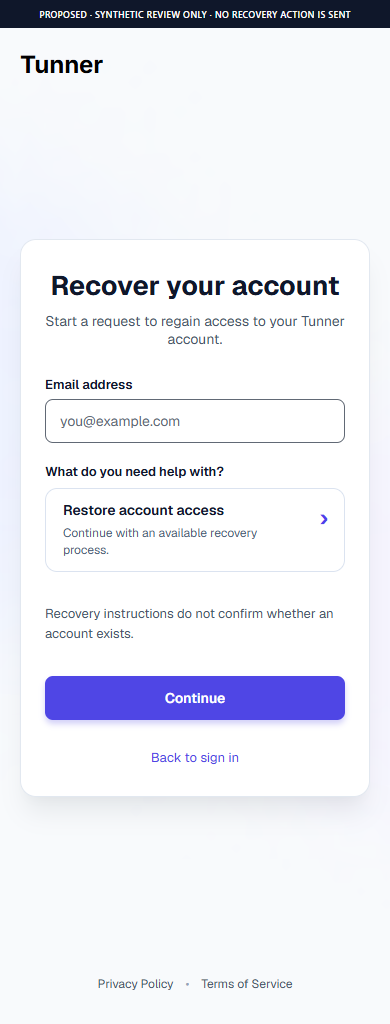 PROPOSED · SYNTHETIC REVIEW ONLY · NO RECOVERY ACTION IS SENT
Tunner
Recover your account
Start a request to regain access to your Tunner
account.
Email address
you@example.com
What do you need help with?
Restore account access
Continue with an available recovery
process.
Recovery instructions do not confirm whether an
account exists.
Continue
Back to sign in
Privacy Policy • Terms of Service